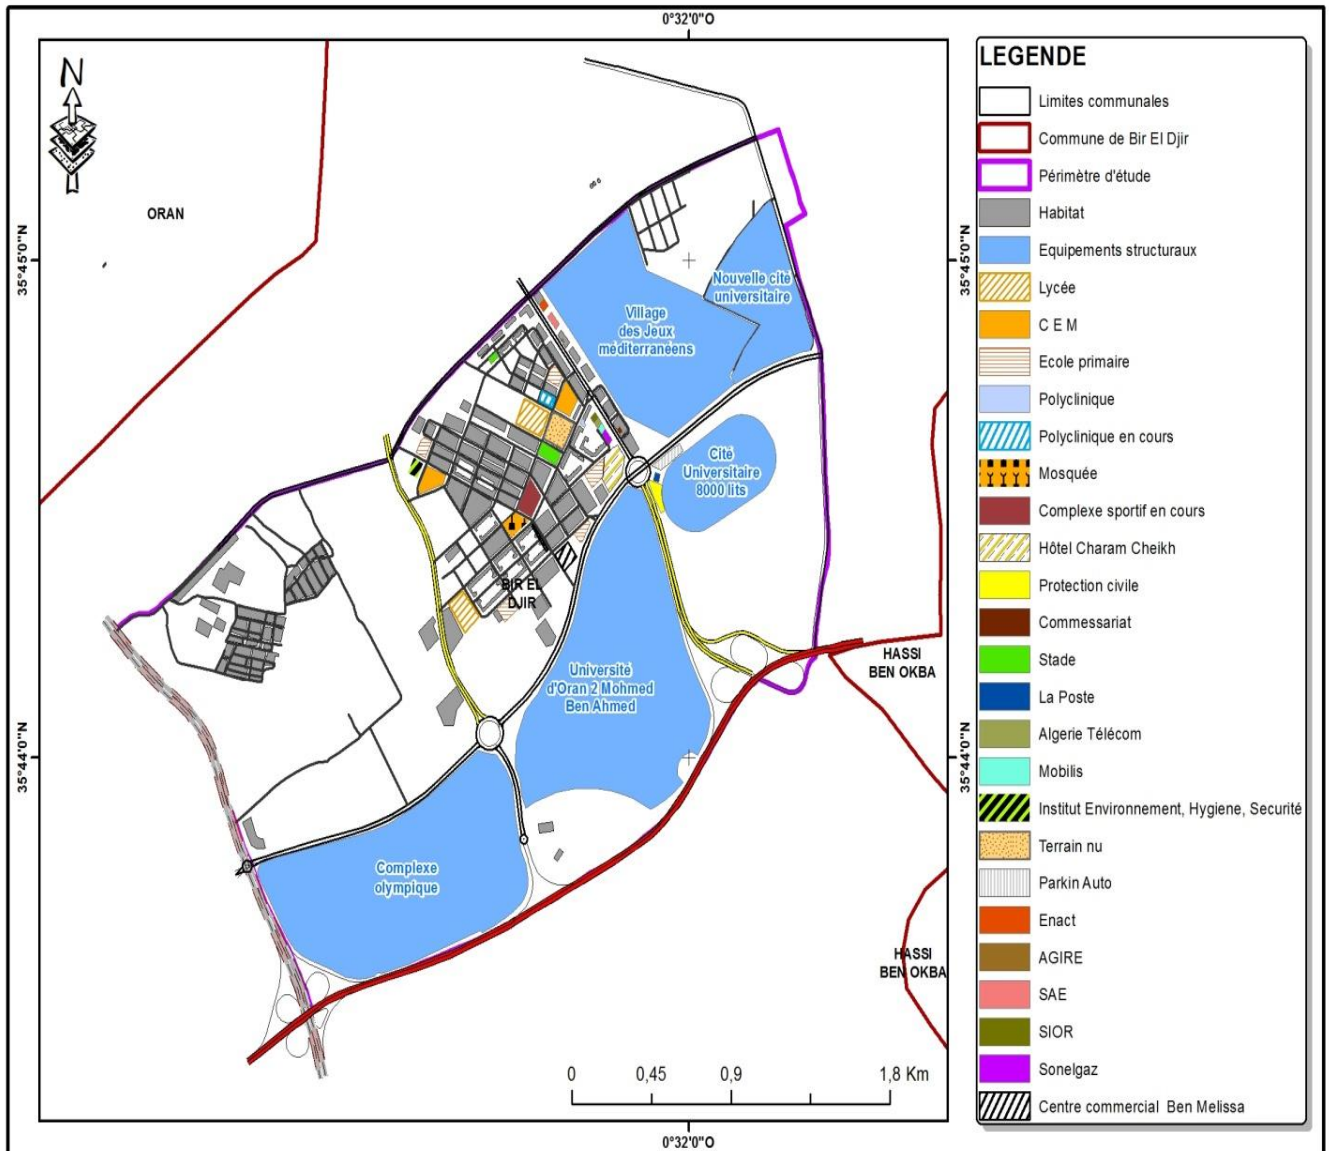 0°32'0"O
N
ORAN
35°45'0"N
35°45'0"N
Nouvelle cité
universitaire
Village
des Jeux
méditerranéens
Cité
Universitaire
8000 lits
BIR EL
DJIR
HASSI
BEN OKBA
Université
d'Oran 2 Mohmed
Ben Ahmed
35°44'0"N
35°44'0"N
Complexe
olympique
HASSI
BEN OKBA
0 0,45 0,9 1,8 Km
0°32'0"O
LEGENDE
Limites communales
Commune de Bir El Djir
Périmètre d'étude
Habitat
Equipements structuraux
Lycée
C E M
Ecole primaire
Polyclinique
Polyclinique en cours
Mosquée
Complexe sportif en cours
Hôtel Charam Cheikh
Protection civile
Commessariat
Stade
La Poste
Algerie Télécom
Mobilis
Institut Environnement, Hygiene, Securité
Terrain nu
Parkin Auto
Enact
AGIRE
SAE
SIOR
Sonelgaz
Centre commercial Ben Melissa